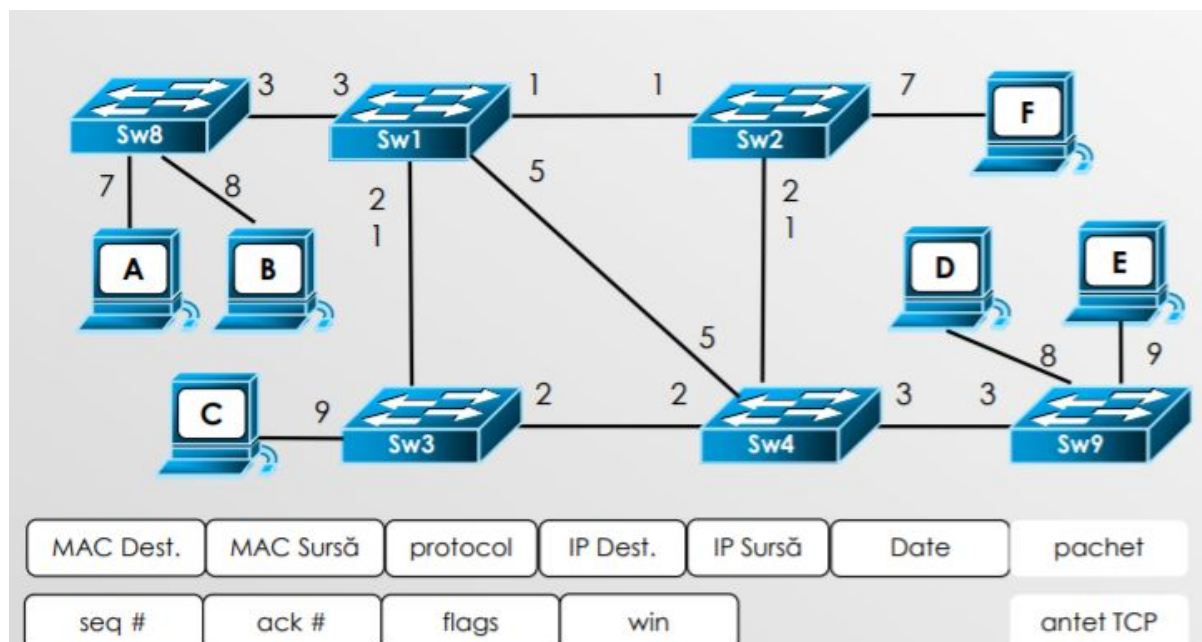 3 3 1 1 7 F
Sw8 Sw1 Sw2
7 8 5
2 2
1 1
A B D E
5 8 9
C 9 2 2 3 3
Sw3 Sw4 Sw9
MAC Dest. MAC Sursă protocol IP Dest. IP Sursă Date pachet
seq # ack # flags win antet TCP